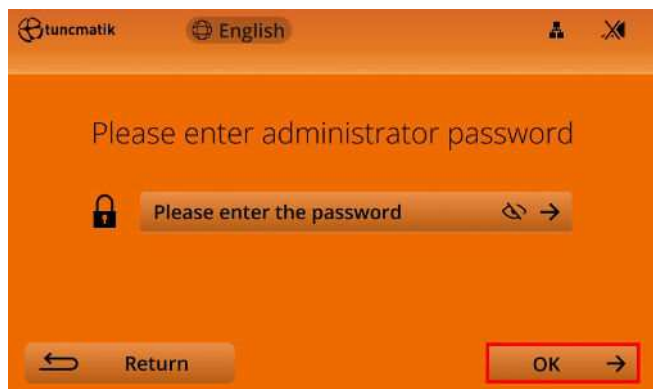 tuncmatik English
Please enter administrator password
Please enter the password
Return OK